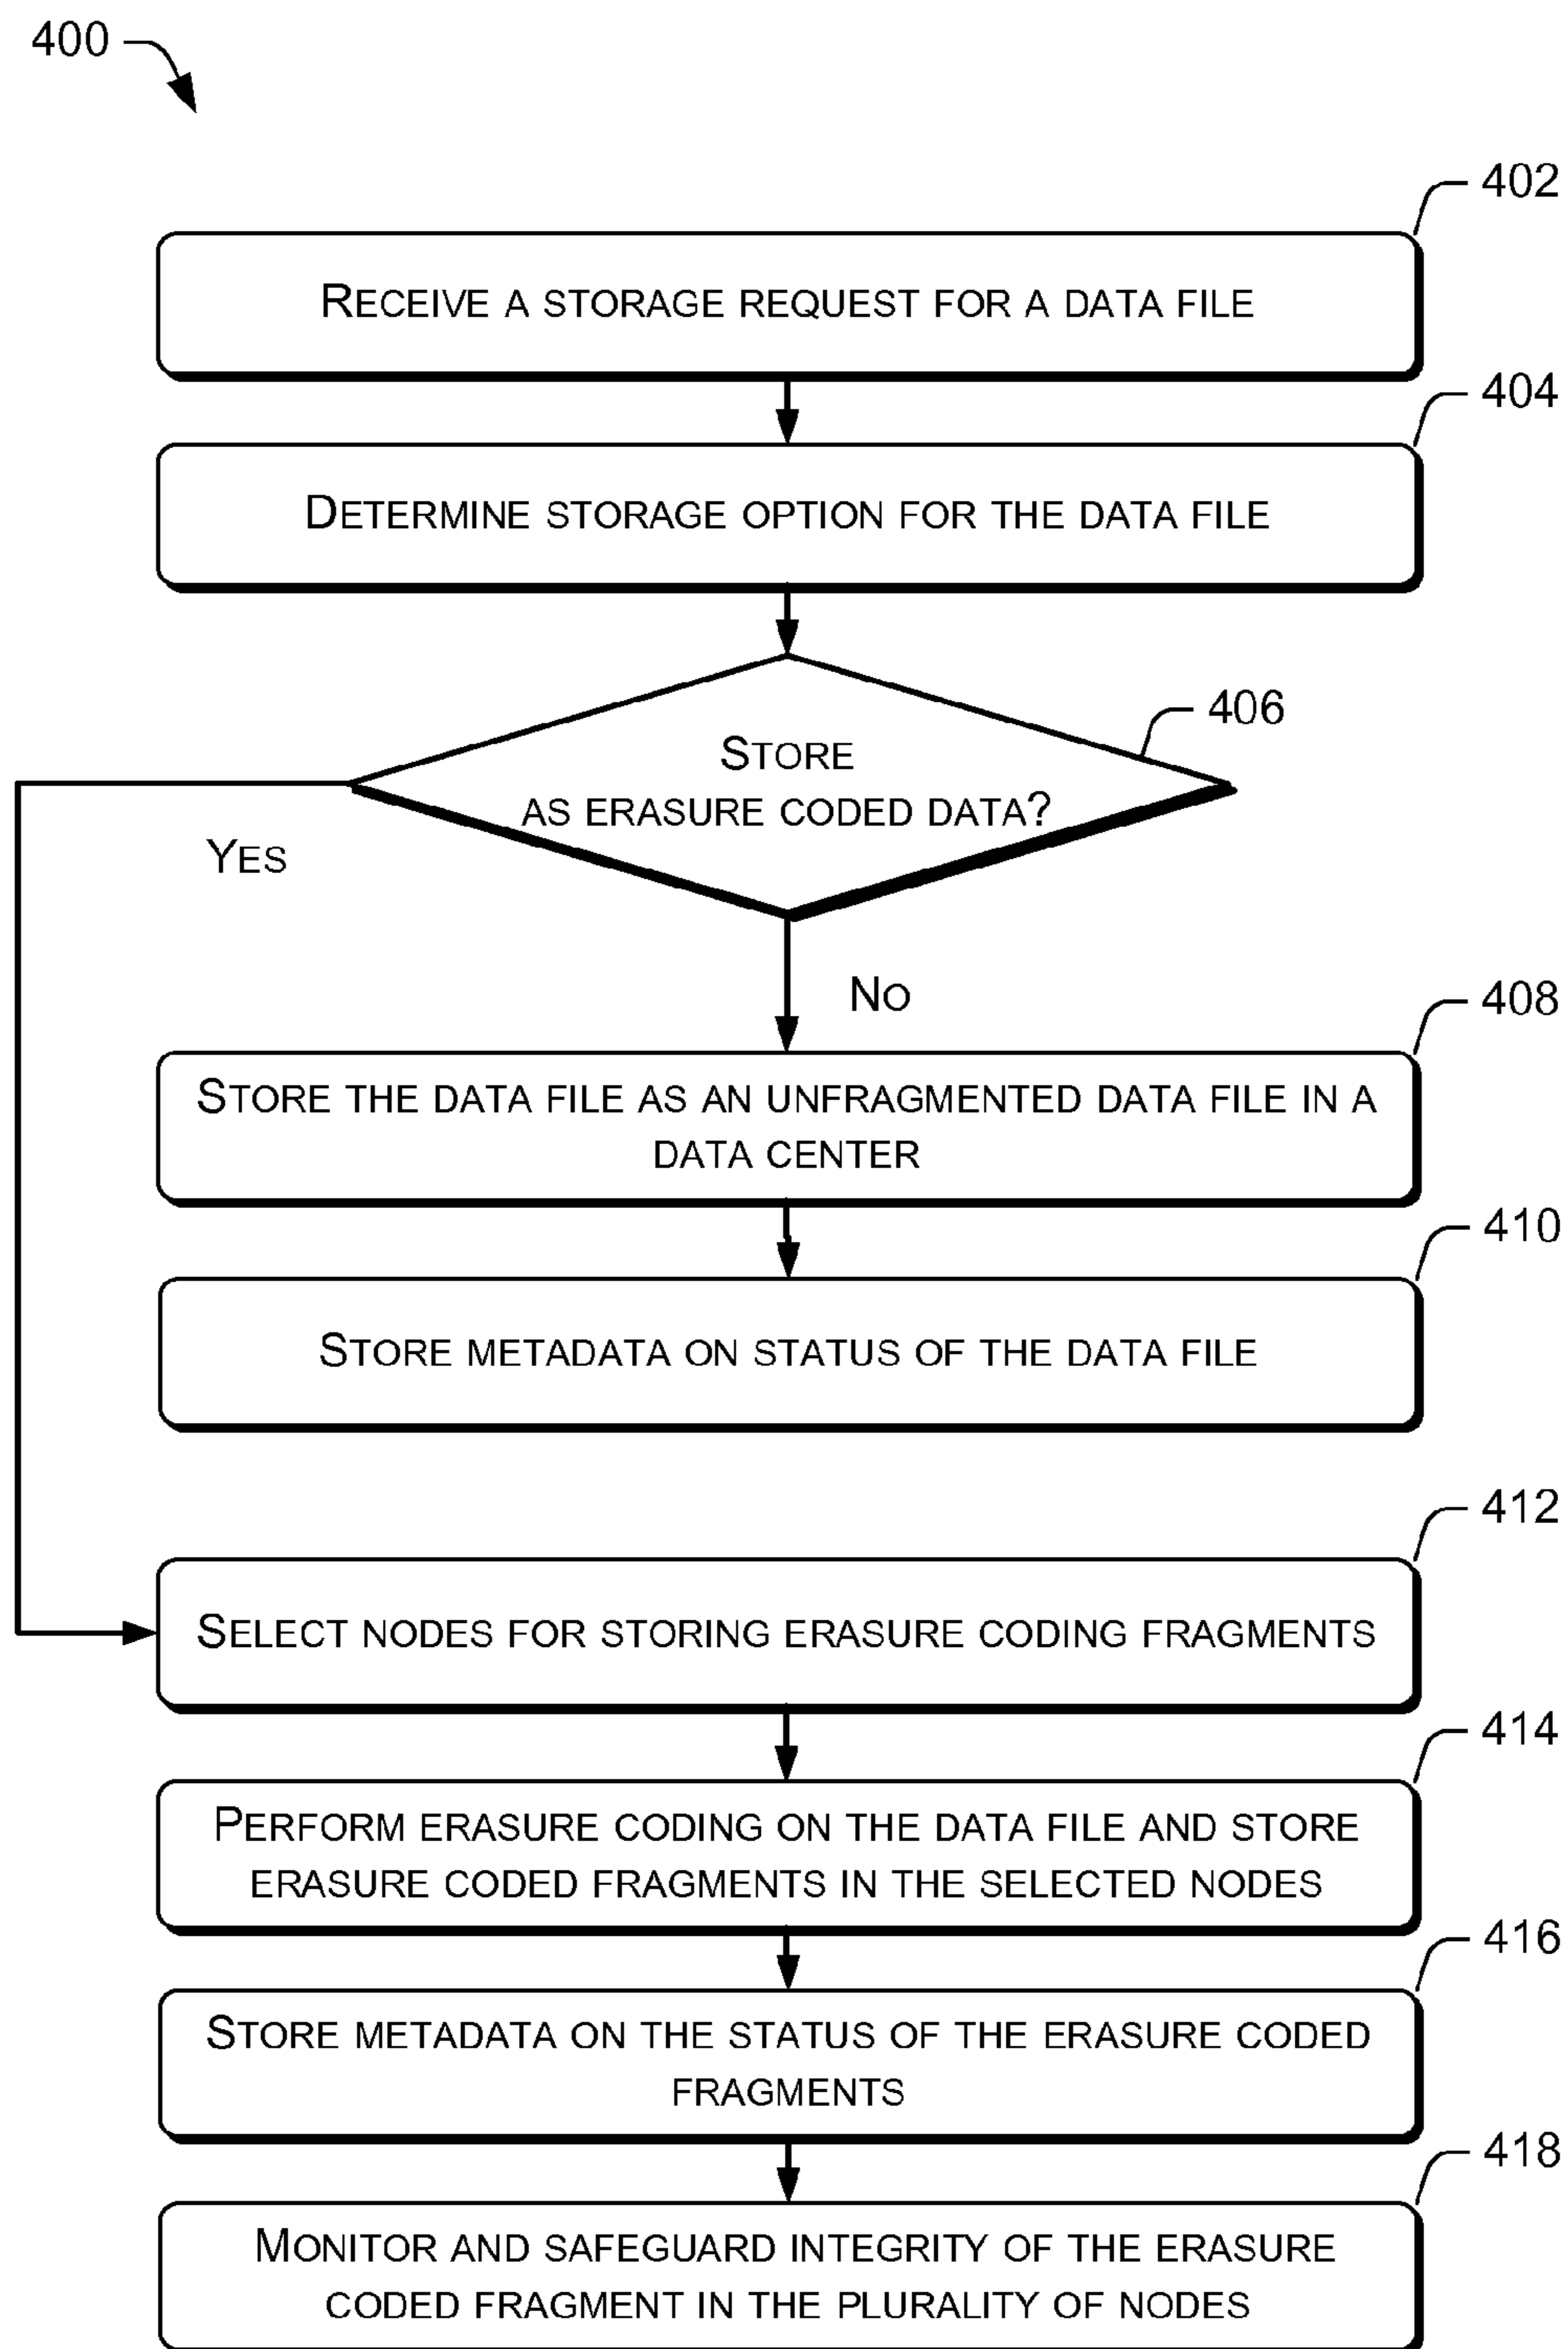 400
402
RECEIVE A STORAGE REQUEST FOR A DATA FILE
404
DETERMINE STORAGE OPTION FOR THE DATA FILE
406
STORE
AS ERASURE CODED DATA?
YES
NO
408
STORE THE DATA FILE AS AN UNFRAGMENTED DATA FILE IN A
DATA CENTER
410
STORE METADATA ON STATUS OF THE DATA FILE
412
SELECT NODES FOR STORING ERASURE CODING FRAGMENTS
414
PERFORM ERASURE CODING ON THE DATA FILE AND STORE
ERASURE CODED FRAGMENTS IN THE SELECTED NODES
416
STORE METADATA ON THE STATUS OF THE ERASURE CODED
FRAGMENTS
418
MONITOR AND SAFEGUARD INTEGRITY OF THE ERASURE
CODED FRAGMENT IN THE PLURALITY OF NODES